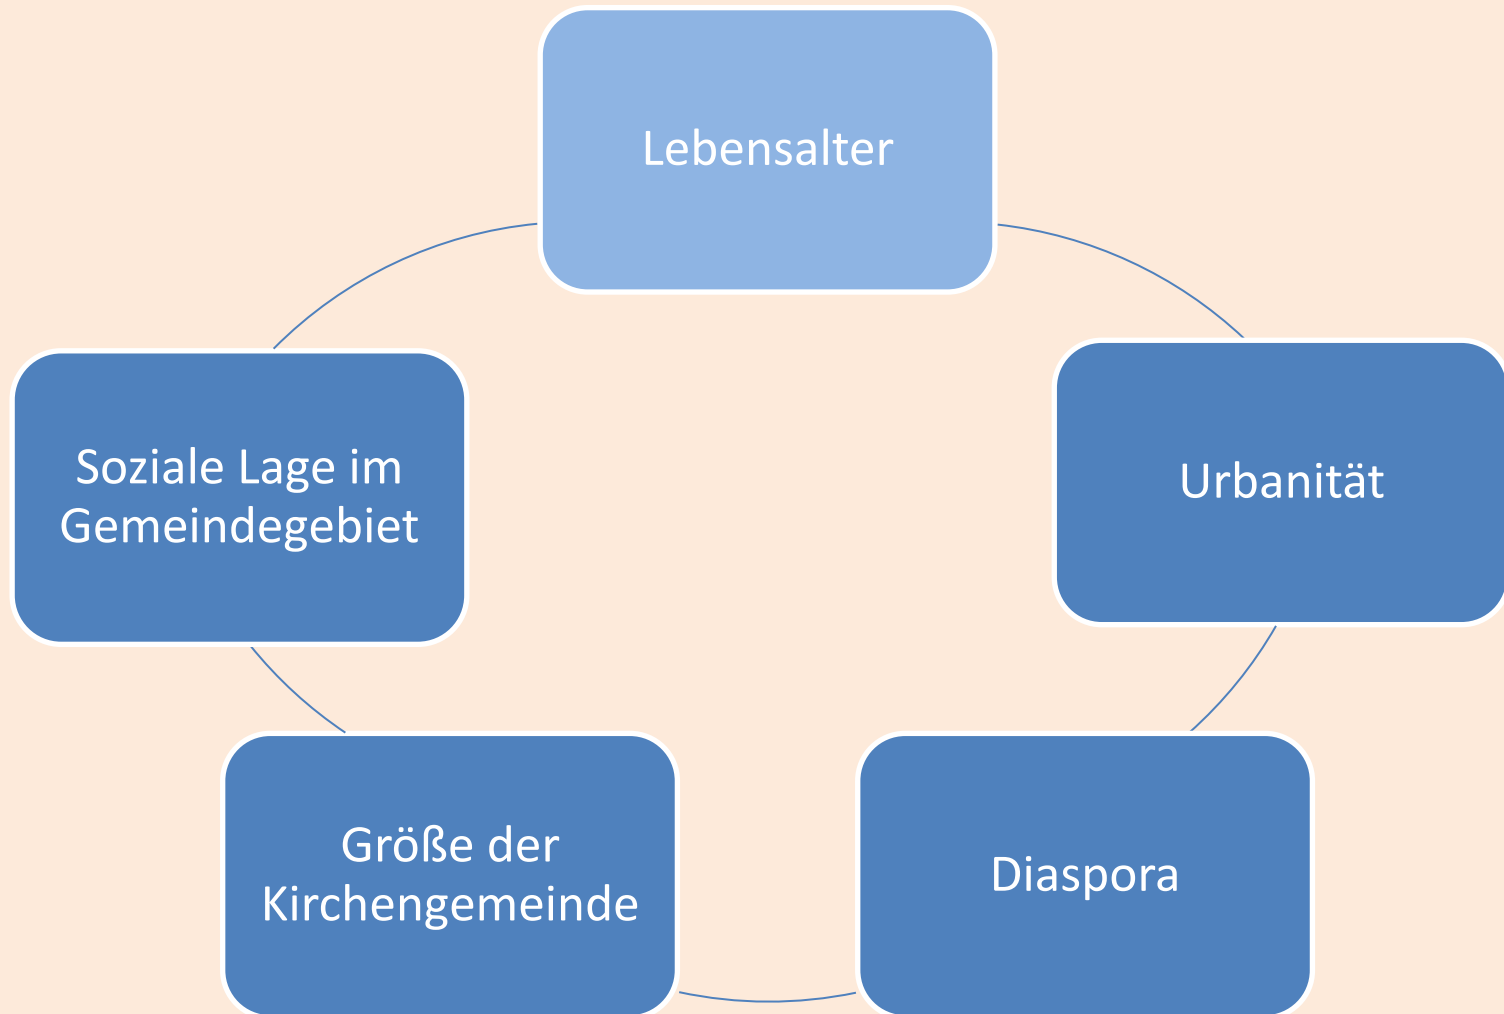 Lebensalter
Urbanität
Diaspora
Größe der
Kirchengemeinde
Soziale Lage im
Gemeindegebiet